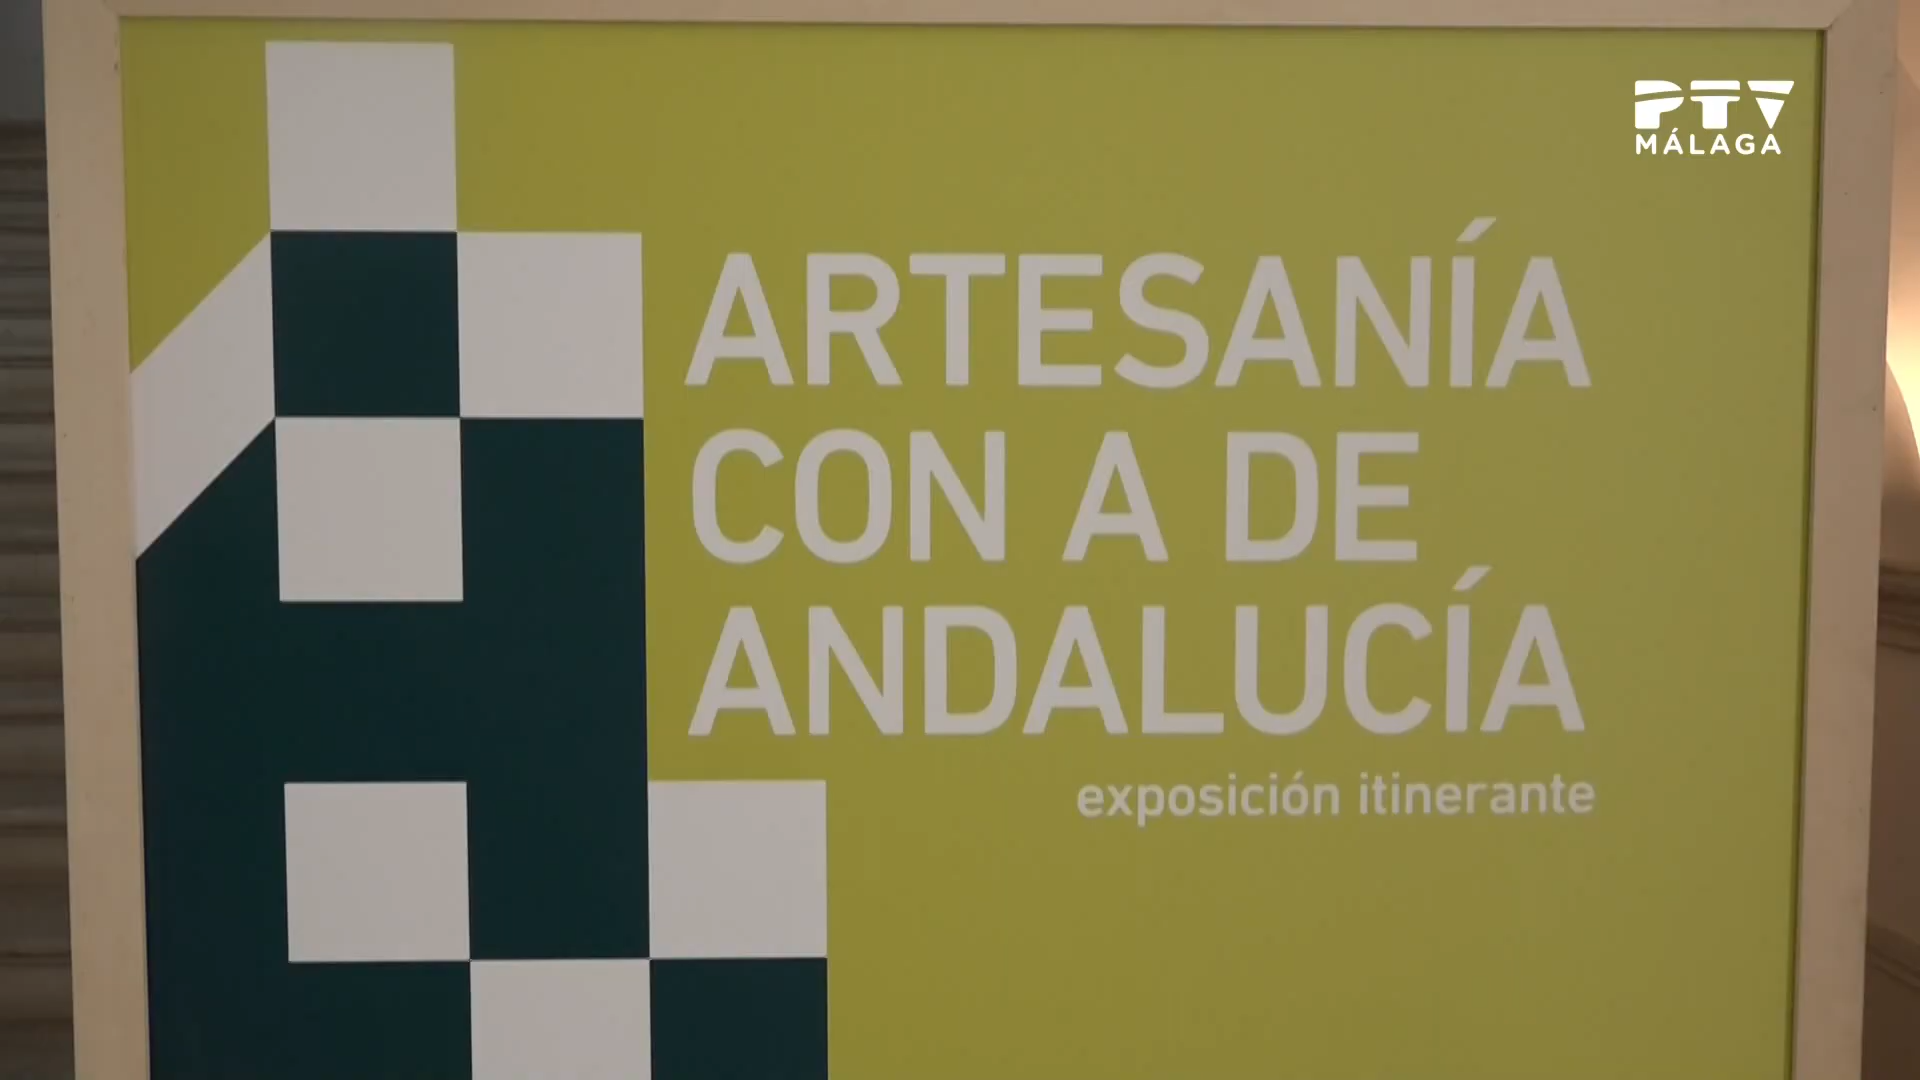 PTV
MÁLAGA
ARTESANÍA
CON A DE
ANDALUCÍA
exposición itinerante